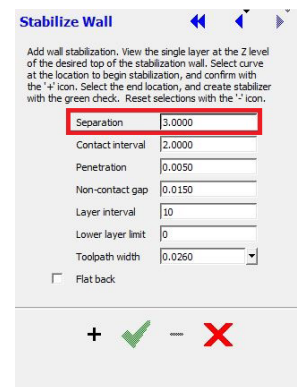 Stabilize Wall
Add wall stabilization. View the single layer at the Z level
of the desired top of the stabilization wall. Select curve
at the location to begin stabilization, and confirm with
the '+' icon. Select the end location, and create stabilizer
with the green check. Reset selections with the '-' icon.
Separation 3.0000
Contact interval 2.0000
Penetration 0.0050
Non-contact gap 0.0150
Layer interval 10
Lower layer limit 0
Toolpath width 0.0260
Flat back